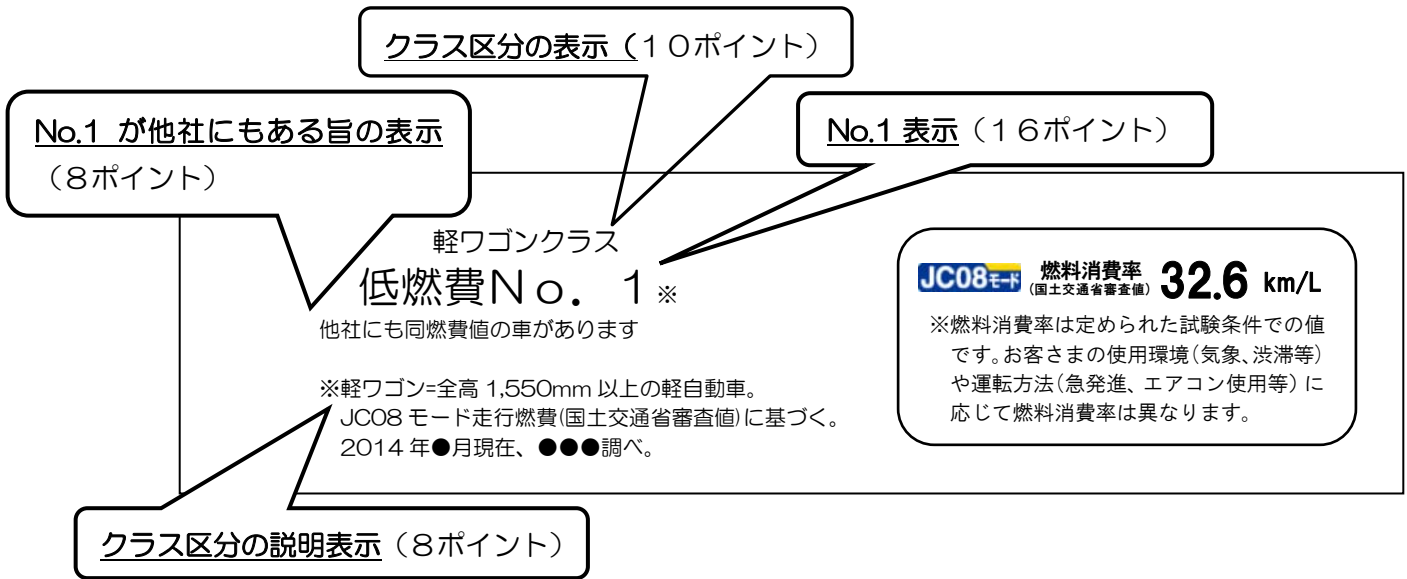 クラス区分の表示（１０ポイント）
No.1 が他社にもある旨の表示
（８ポイント）
No.1 表示（１６ポイント）
軽ワゴンクラス
低燃費Ｎｏ．１※
他社にも同燃費値の車があります
※軽ワゴン=全高 1,550mm 以上の軽自動車。
JC08 モード走行燃費(国土交通省審査値)に基づく。
2014 年●月現在、●●●調べ。
JC08モード 燃料消費率 (国土交通省審査値) 32.6 km/L
※燃料消費率は定められた試験条件での値
です。お客さまの使用環境（気象、渋滞等）
や運転方法（急発進、エアコン使用等）に
応じて燃料消費率は異なります。
クラス区分の説明表示（８ポイント）